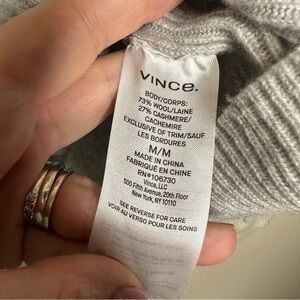 VINCE.
BODY/CORPS:
73% WOOL/LAINE
27% CASHMERE/
CACHEMIRE
EXCLUSIVE OF TRIM/SAUF
LES BORDURES
M/M
MADE IN CHINA
FABRIQUÉ EN CHINE
RN#106730
Vince, LLC
500 Fifth Avenue, 20th Floor
New York, NY 10110
SEE REVERSE FOR CARE
VOIR AU VERSO POUR LES SOINS